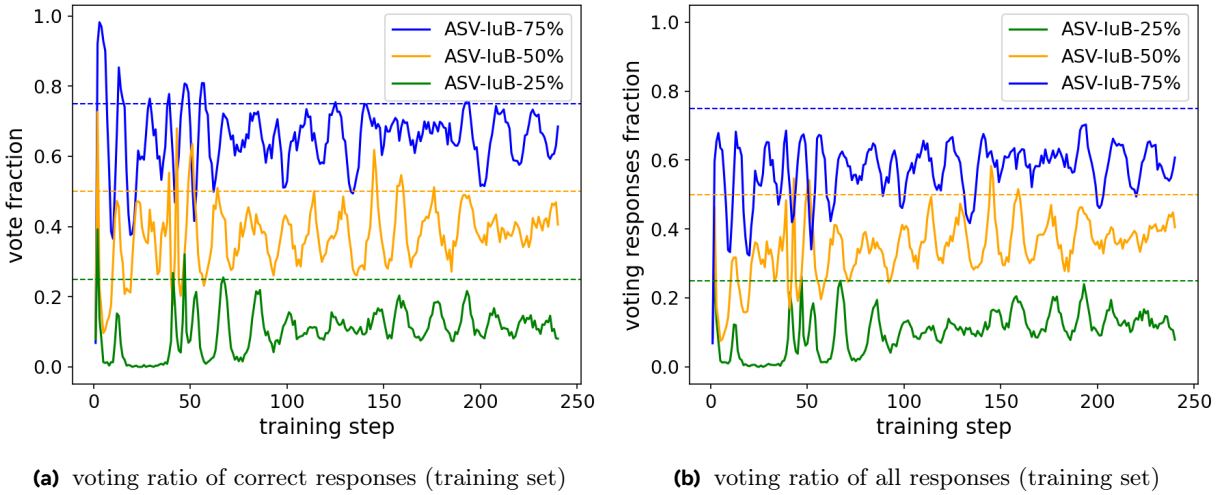 1.0
0.8
0.6
0.4
0.2
0.0
vote fraction
ASV-IuB-75%
ASV-IuB-50%
ASV-IuB-25%
0
50
100
150
200
250
training step
(a) voting ratio of correct responses (training set)
1.0
0.8
0.6
0.4
0.2
0.0
voting responses fraction
ASV-IuB-25%
ASV-IuB-50%
ASV-IuB-75%
0
50
100
150
200
250
training step
(b) voting ratio of all responses (training set)